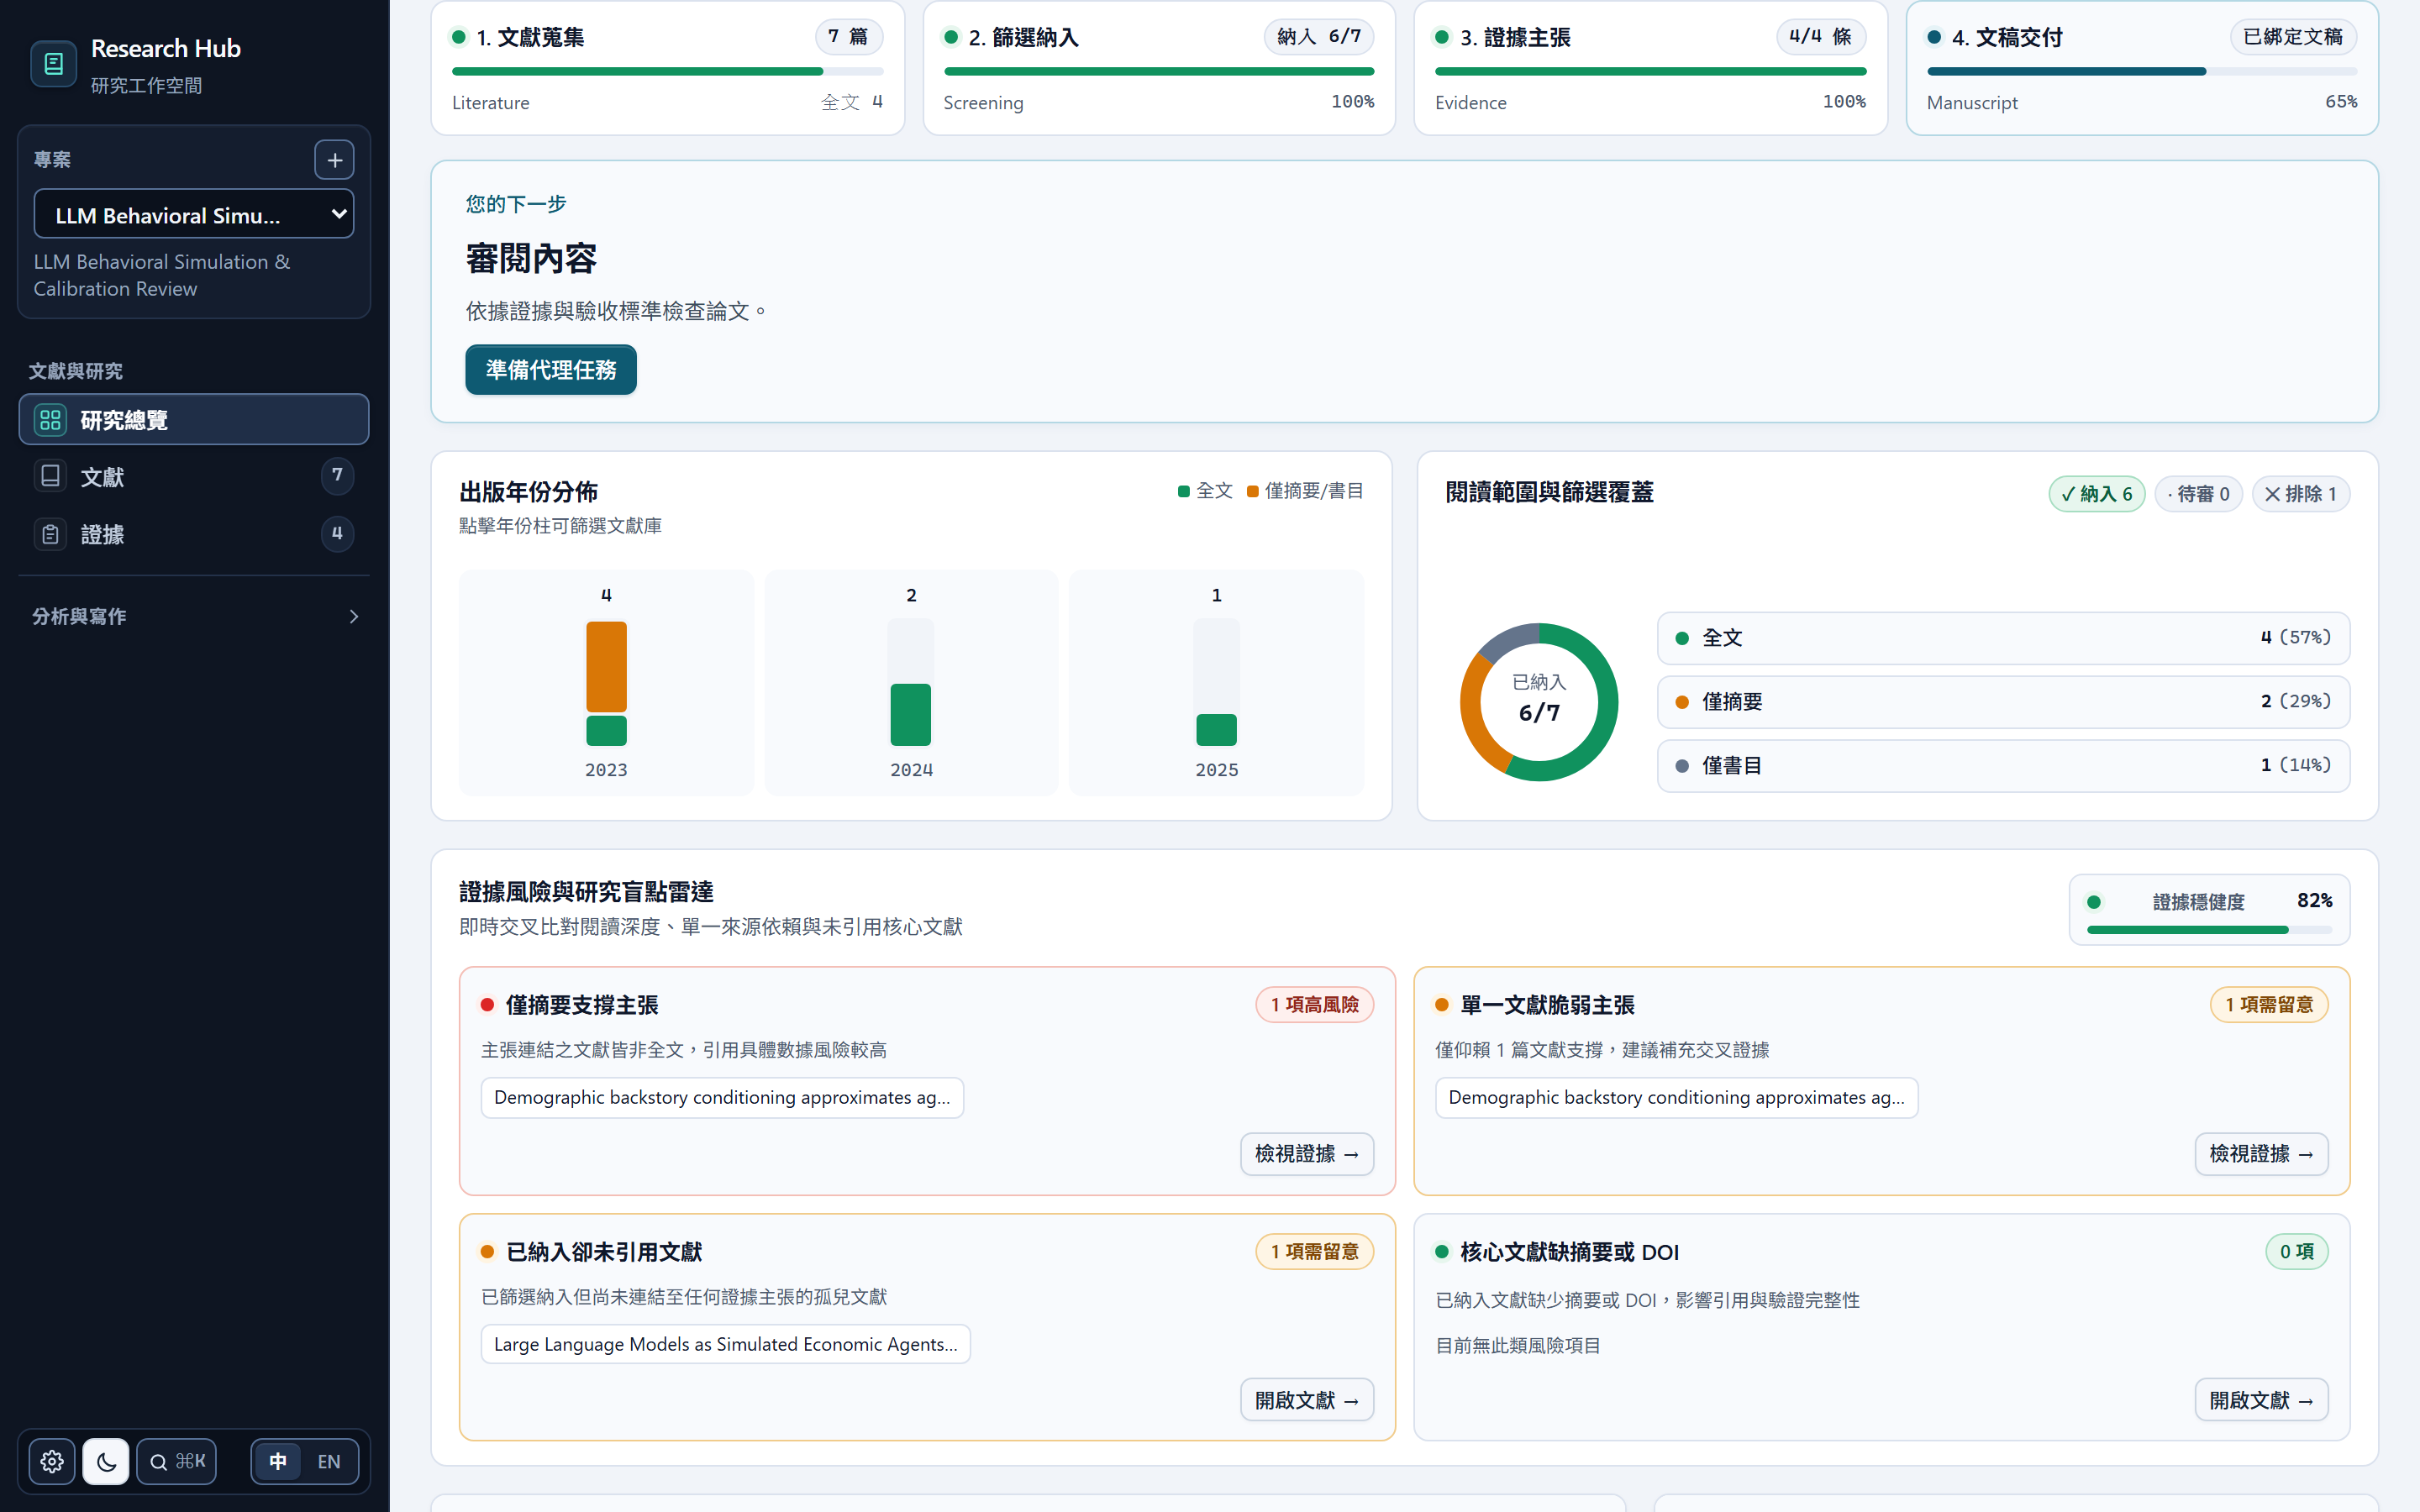 Research Hub
研究工作空間
專案
+
LLM Behavioral Simu...
LLM Behavioral Simulation &
Calibration Review
文獻與研究
研究總覽
文獻 7
證據 4
分析與寫作
⌘K
中 EN
1. 文獻蒐集 7 篇
Literature 全文 4
2. 篩選納入 納入 6/7
Screening 100%
3. 證據主張 4/4 條
Evidence 100%
4. 文稿交付 已綁定文稿
Manuscript 65%
您的下一步
審閱內容
依據證據與驗收標準檢查論文。
準備代理任務
出版年份分佈
全文 僅摘要/書目
點擊年份柱可篩選文獻庫
4 2 1
2023 2024 2025
閱讀範圍與篩選覆蓋
✓ 納入 6 · 待審 0 ✕ 排除 1
已納入
6/7
全文 4 (57%)
僅摘要 2 (29%)
僅書目 1 (14%)
證據風險與研究盲點雷達
即時交叉比對閱讀深度、單一來源依賴與未引用核心文獻
證據穩健度 82%
僅摘要支撐主張 1 項高風險
主張連結之文獻皆非全文，引用具體數據風險較高
Demographic backstory conditioning approximates ag...
檢視證據 →
單一文獻脆弱主張 1 項需留意
僅仰賴 1 篇文獻支撐，建議補充交叉證據
Demographic backstory conditioning approximates ag...
檢視證據 →
已納入卻未引用文獻 1 項需留意
已篩選納入但尚未連結至任何證據主張的孤兒文獻
Large Language Models as Simulated Economic Agents...
開啟文獻 →
核心文獻缺摘要或 DOI 0 項
已納入文獻缺少摘要或 DOI，影響引用與驗證完整性
目前無此類風險項目
開啟文獻 →